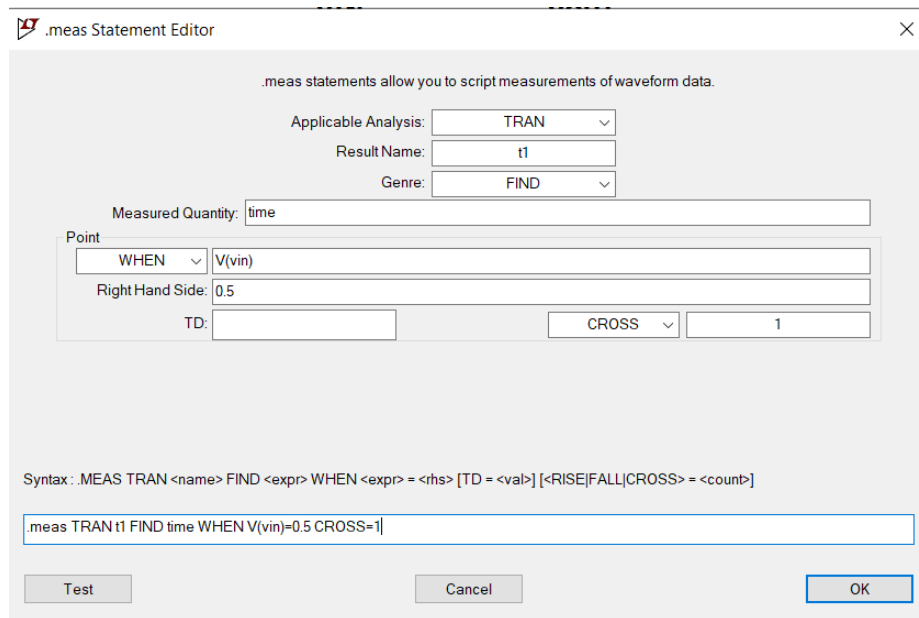 .meas Statement Editor
.meas statements allow you to script measurements of waveform data.
Applicable Analysis: TRAN
Result Name: t1
Genre: FIND
Measured Quantity: time
Point
WHEN V(vin)
Right Hand Side: 0.5
TD: CROSS 1
Syntax : .MEAS TRAN <name> FIND <expr> WHEN <expr> = <rhs> [TD = <val>] [<RISE|FALL|CROSS> = <count>]
.meas TRAN t1 FIND time WHEN V(vin)=0.5 CROSS=1
Test Cancel OK